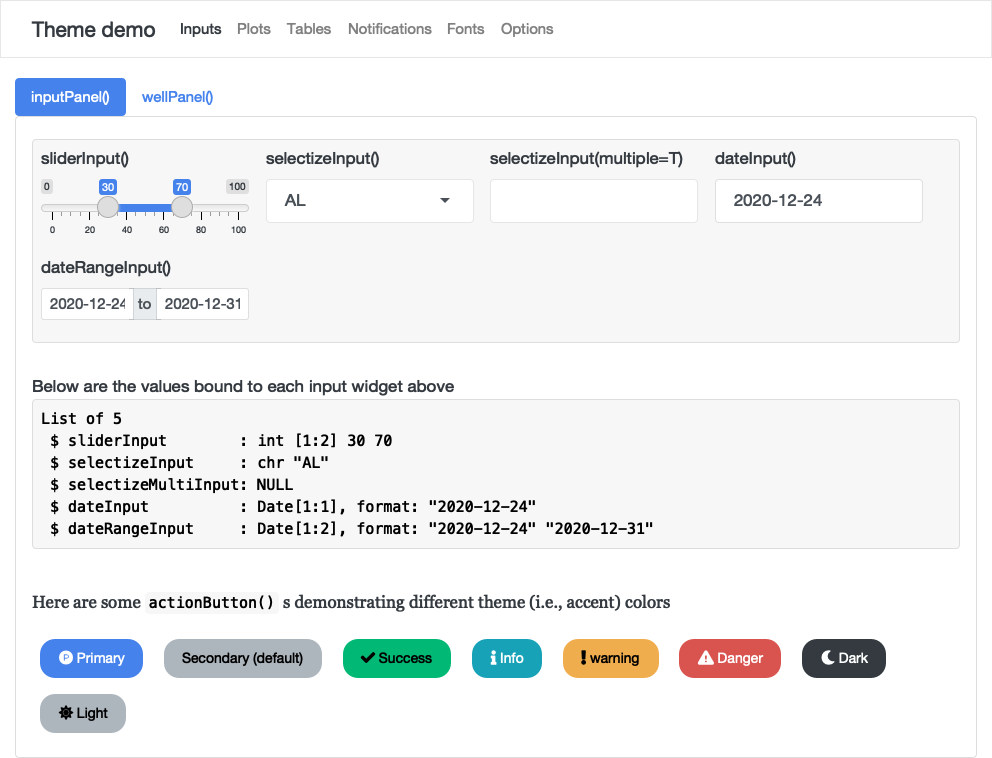 Theme demo Inputs Plots Tables Notifications Fonts Options
inputPanel() wellPanel()
sliderInput() selectizeInput() selectizeInput(multiple=T) dateInput()
0 30 70 100
AL 2020-12-24
0 20 40 60 80 100
dateRangeInput()
2020-12-24 to 2020-12-31
Below are the values bound to each input widget above
List of 5
$ sliderInput : int [1:2] 30 70
$ selectizeInput : chr "AL"
$ selectizeMultiInput: NULL
$ dateInput : Date[1:1], format: "2020-12-24"
$ dateRangeInput : Date[1:2], format: "2020-12-24" "2020-12-31"
Here are some actionButton() s demonstrating different theme (i.e., accent) colors
Primary Secondary (default) Success Info warning Danger Dark
Light